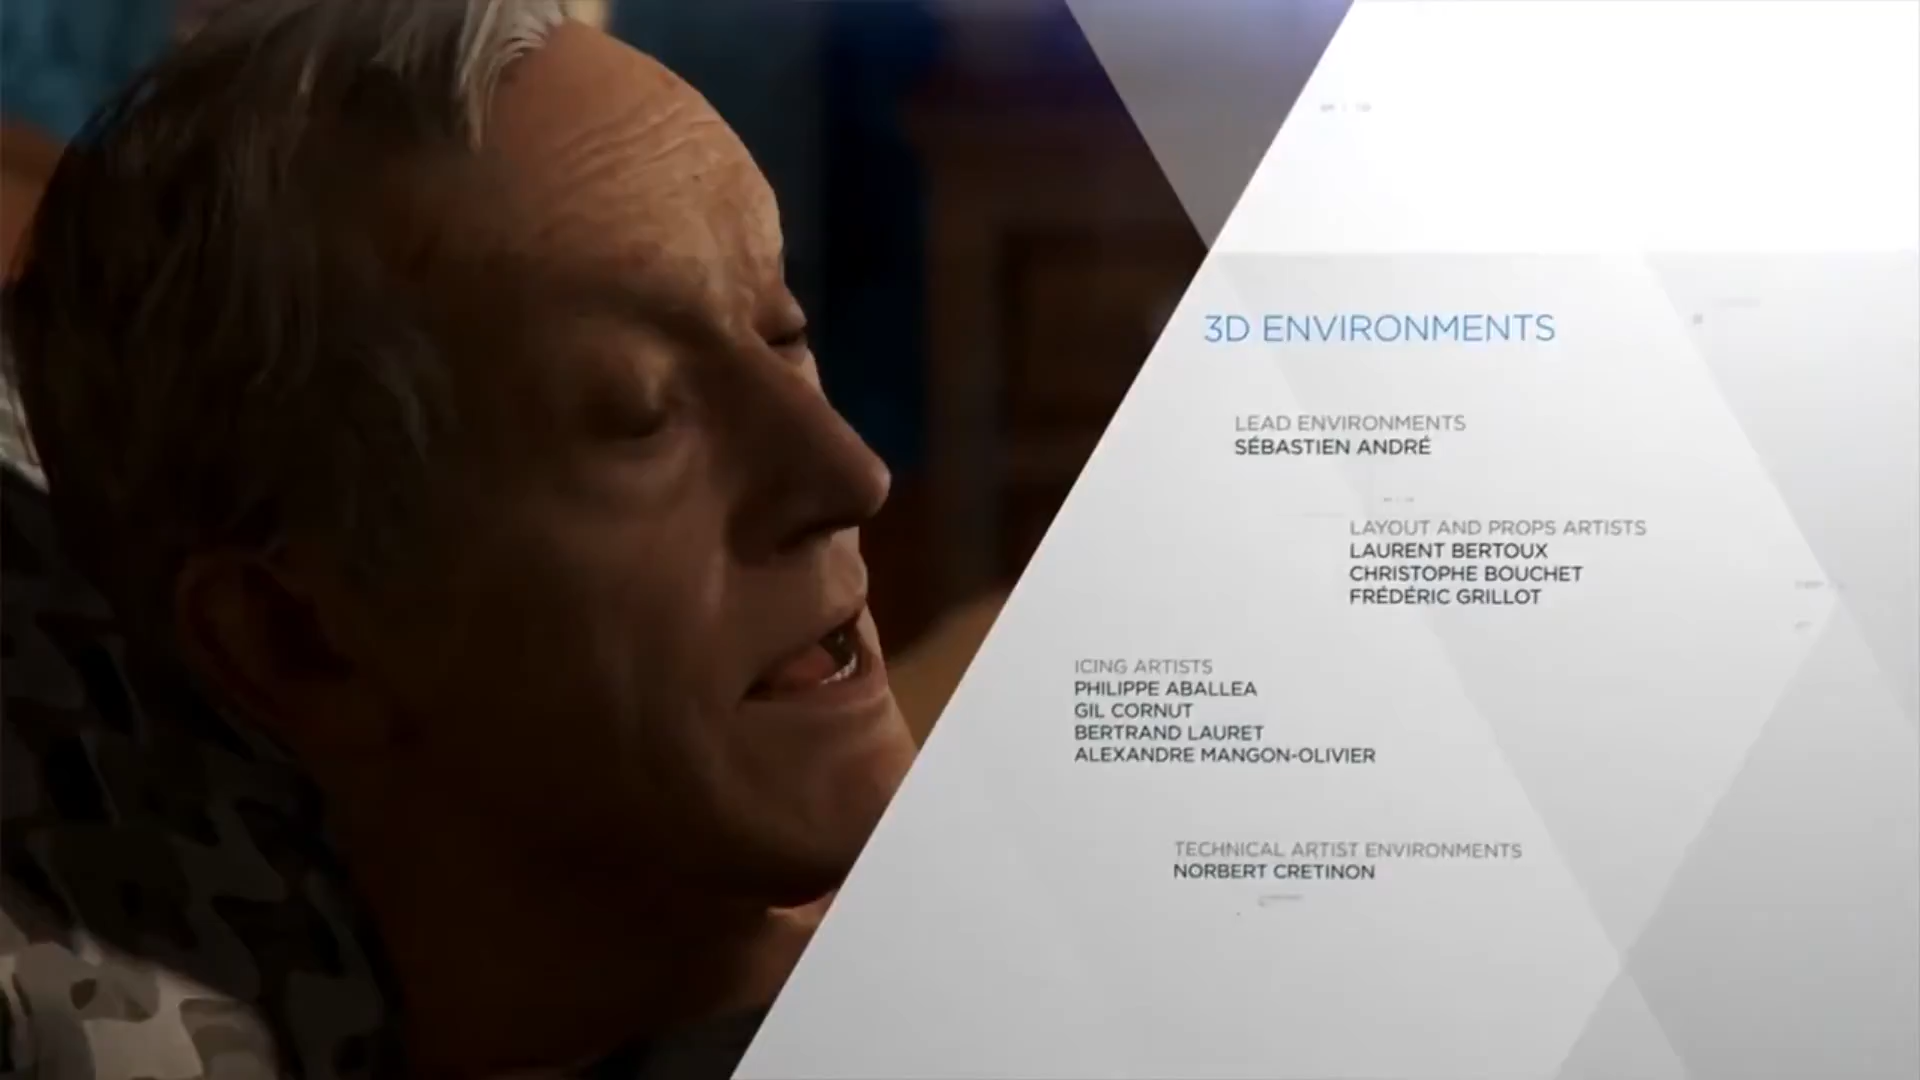 3D ENVIRONMENTS
LEAD ENVIRONMENTS
SÉBASTIEN ANDRÉ
LAYOUT AND PROPS ARTISTS
LAURENT BERTOUX
CHRISTOPHE BOUCHET
FRÉDÉRIC GRILLOT
ICING ARTISTS
PHILIPPE ABALLEA
GIL CORNUT
BERTRAND LAURET
ALEXANDRE MANGON-OLIVIER
TECHNICAL ARTIST ENVIRONMENTS
NORBERT CRETINON